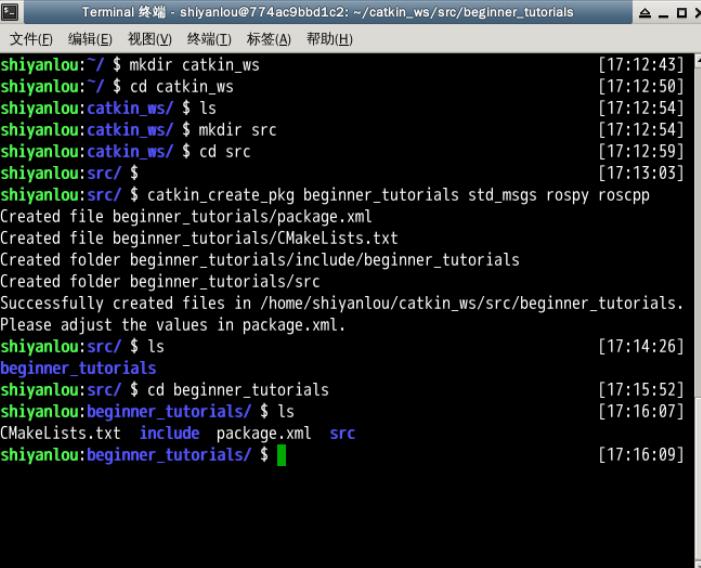 Terminal 终端 - shiyanlou@774ac9bbd1c2: ~/catkin_ws/src/beginner_tutorials
文件(F) 编辑(E) 视图(V) 终端(T) 标签(A) 帮助(H)
shiyanlou:~/ $ mkdir catkin_ws [17:12:43]
shiyanlou:~/ $ cd catkin_ws [17:12:50]
shiyanlou:catkin_ws/ $ ls [17:12:54]
shiyanlou:catkin_ws/ $ mkdir src [17:12:54]
shiyanlou:catkin_ws/ $ cd src [17:12:59]
shiyanlou:src/ $ [17:13:03]
shiyanlou:src/ $ catkin_create_pkg beginner_tutorials std_msgs rospy roscpp
Created file beginner_tutorials/package.xml
Created file beginner_tutorials/CMakeLists.txt
Created folder beginner_tutorials/include/beginner_tutorials
Created folder beginner_tutorials/src
Successfully created files in /home/shiyanlou/catkin_ws/src/beginner_tutorials.
Please adjust the values in package.xml.
shiyanlou:src/ $ ls [17:14:26]
beginner_tutorials
shiyanlou:src/ $ cd beginner_tutorials [17:15:52]
shiyanlou:beginner_tutorials/ $ ls [17:16:07]
CMakeLists.txt include package.xml src
shiyanlou:beginner_tutorials/ $ [17:16:09]